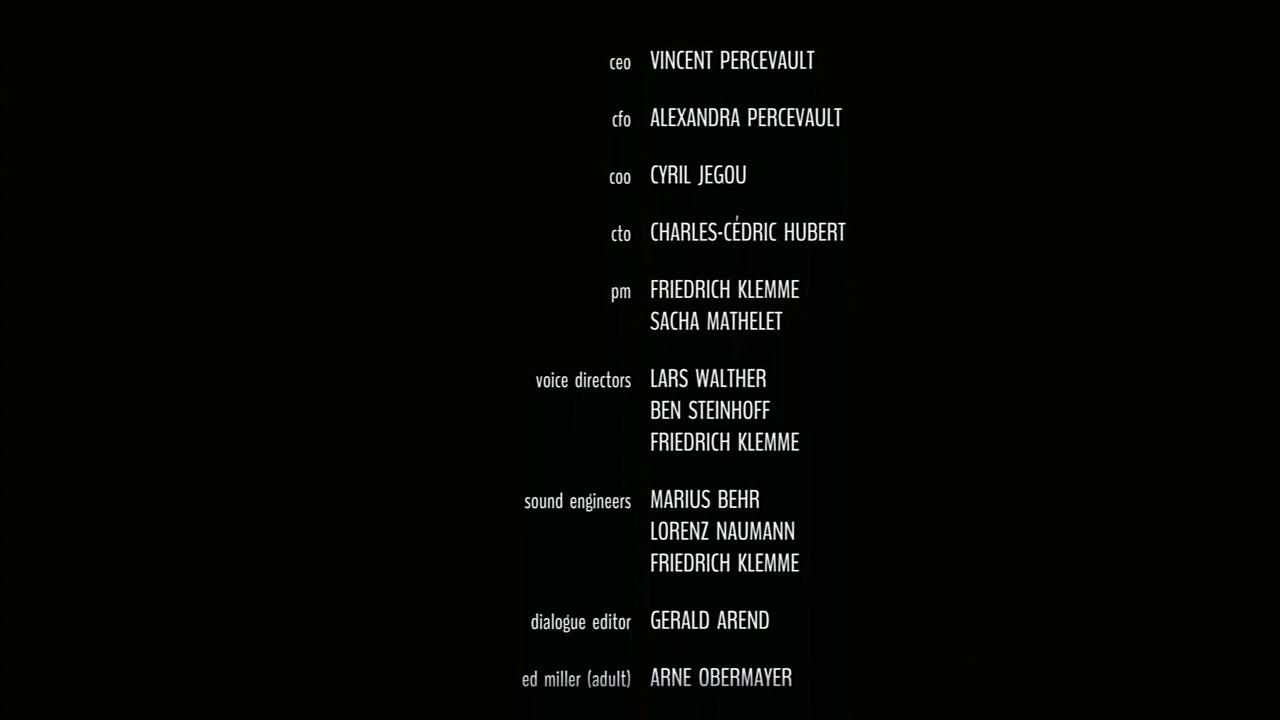 ceo VINCENT PERCEVAULT
cfo ALEXANDRA PERCEVAULT
coo CYRIL JEGOU
cto CHARLES-CÉDRIC HUBERT
pm FRIEDRICH KLEMME
SACHA MATHELET
voice directors LARS WALTHER
BEN STEINHOFF
FRIEDRICH KLEMME
sound engineers MARIUS BEHR
LORENZ NAUMANN
FRIEDRICH KLEMME
dialogue editor GERALD AREND
ed miller (adult) ARNE OBERMAYER